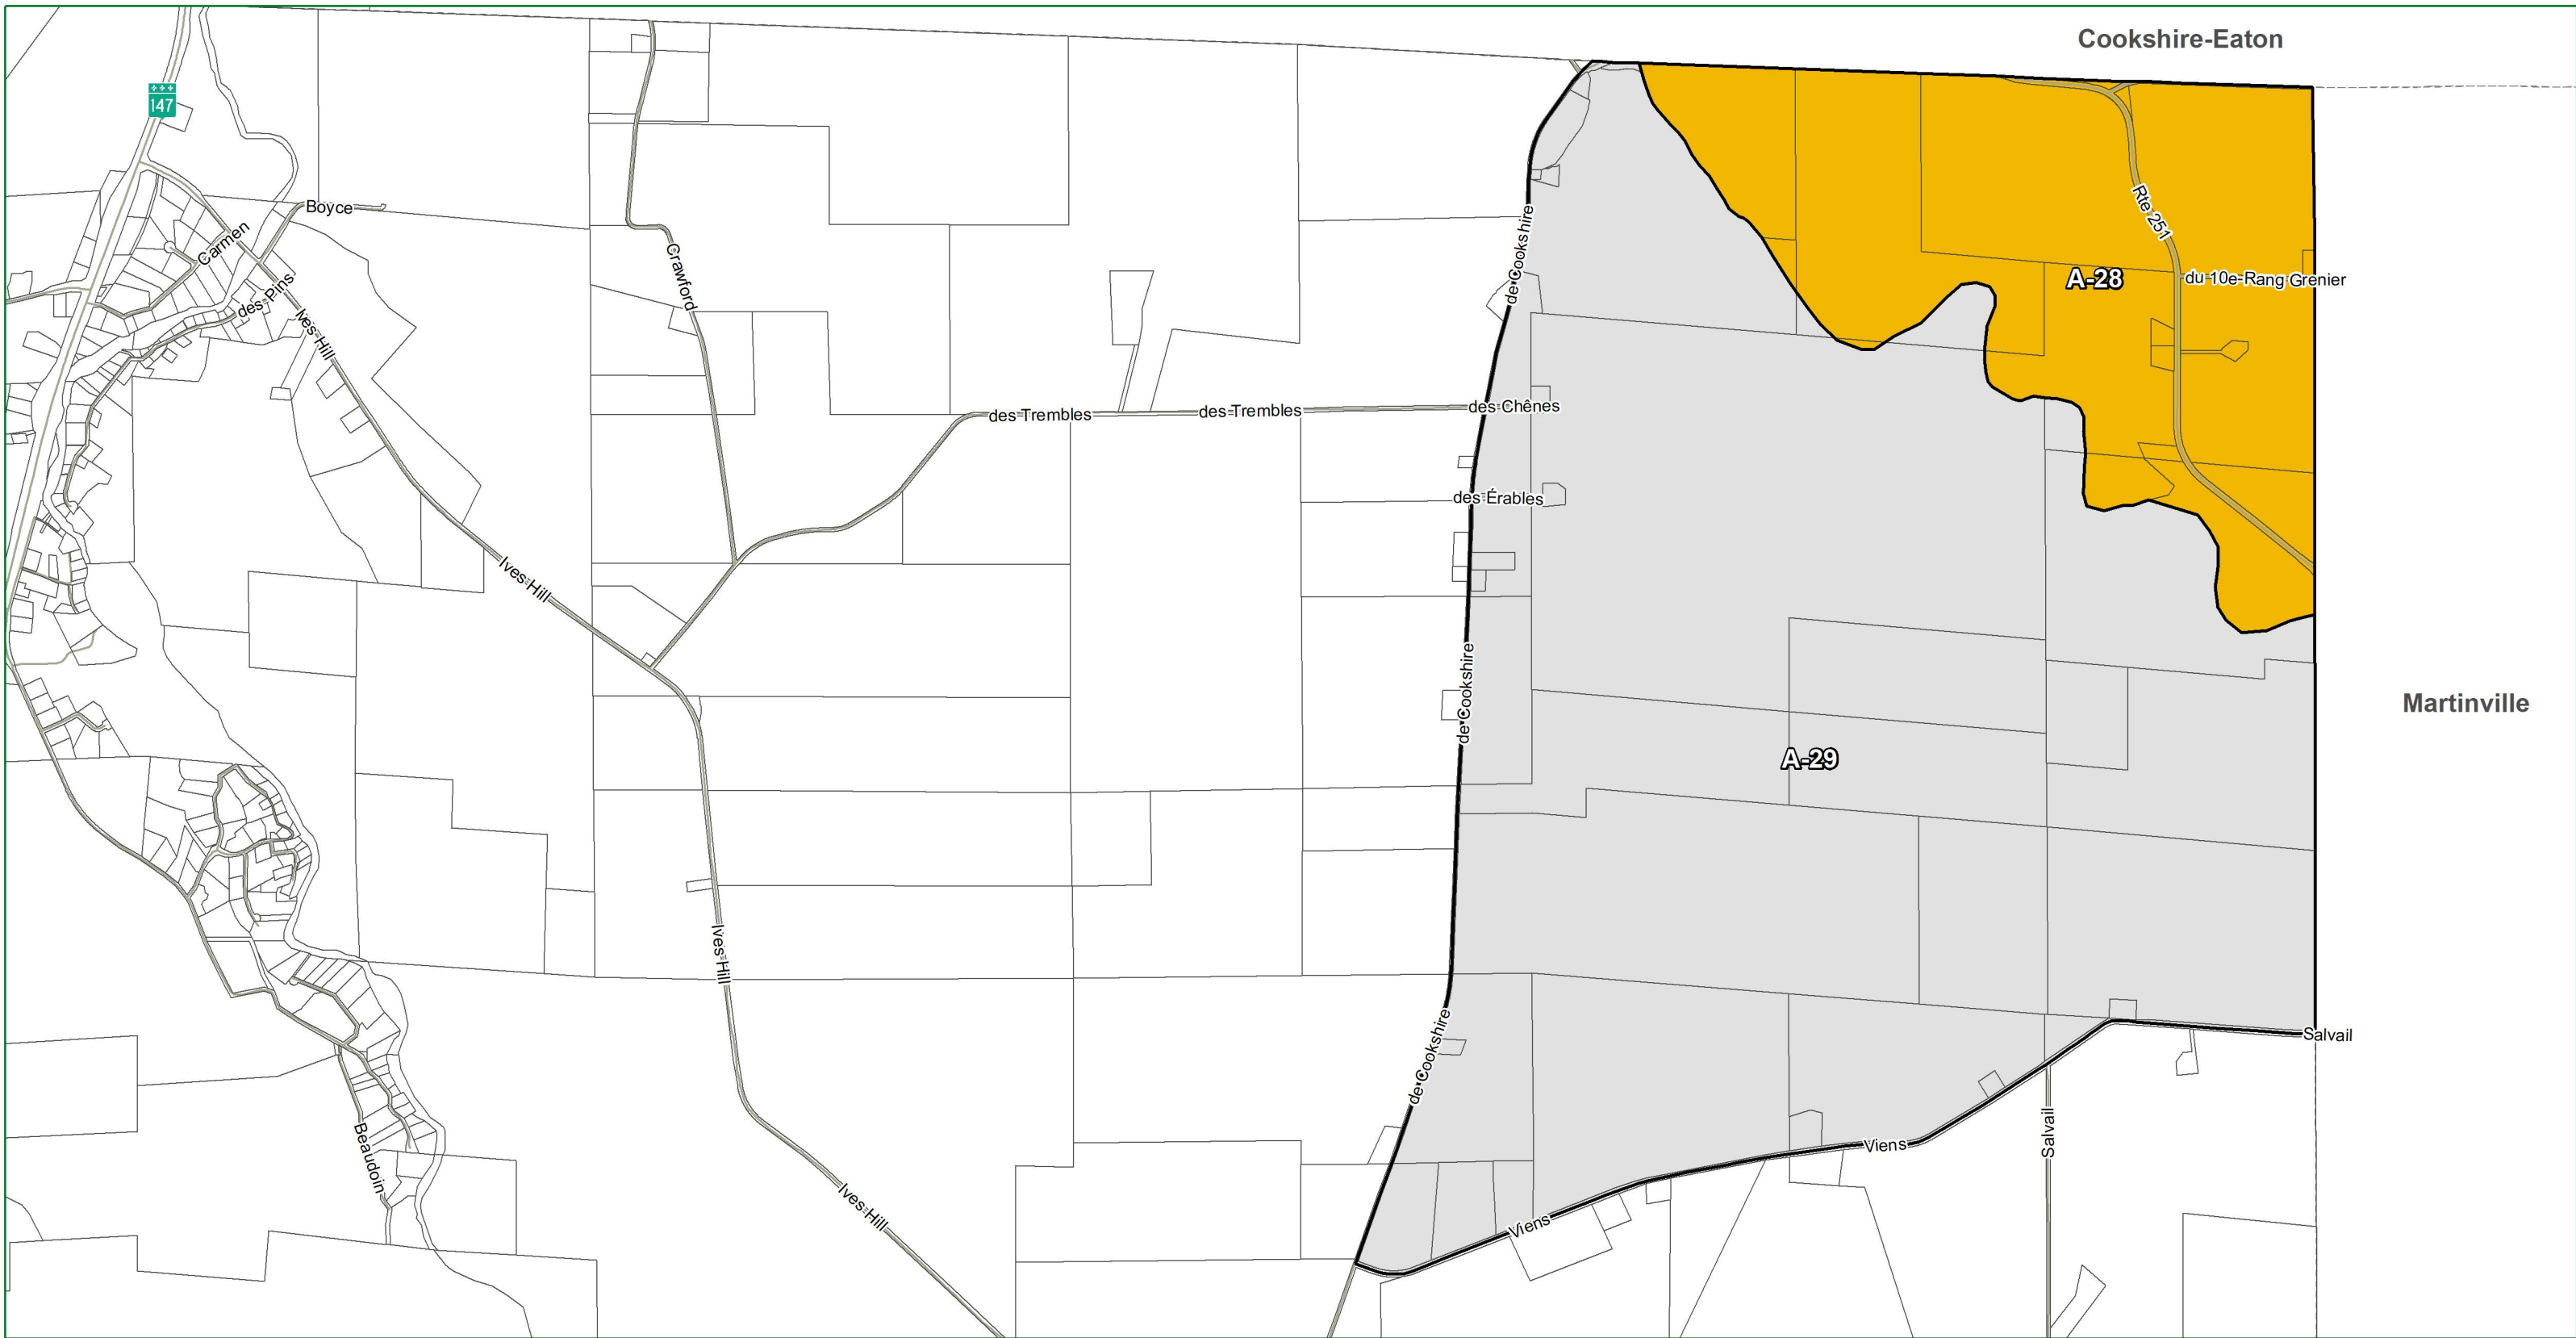 Cookshire-Eaton
147
Boyce
Carmen
des Pins
Ives Hill
Crawford
de Cookshire
Rte 251
A-28
du 10e-Rang Grenier
des Trembles
des Trembles
des Chênes
des Érables
Ives Hill
de Cookshire
Martinville
A-29
Ives Hill
de Cookshire
Salvail
Beaudoin
Salvail
Viens
Ives Hill
Viens